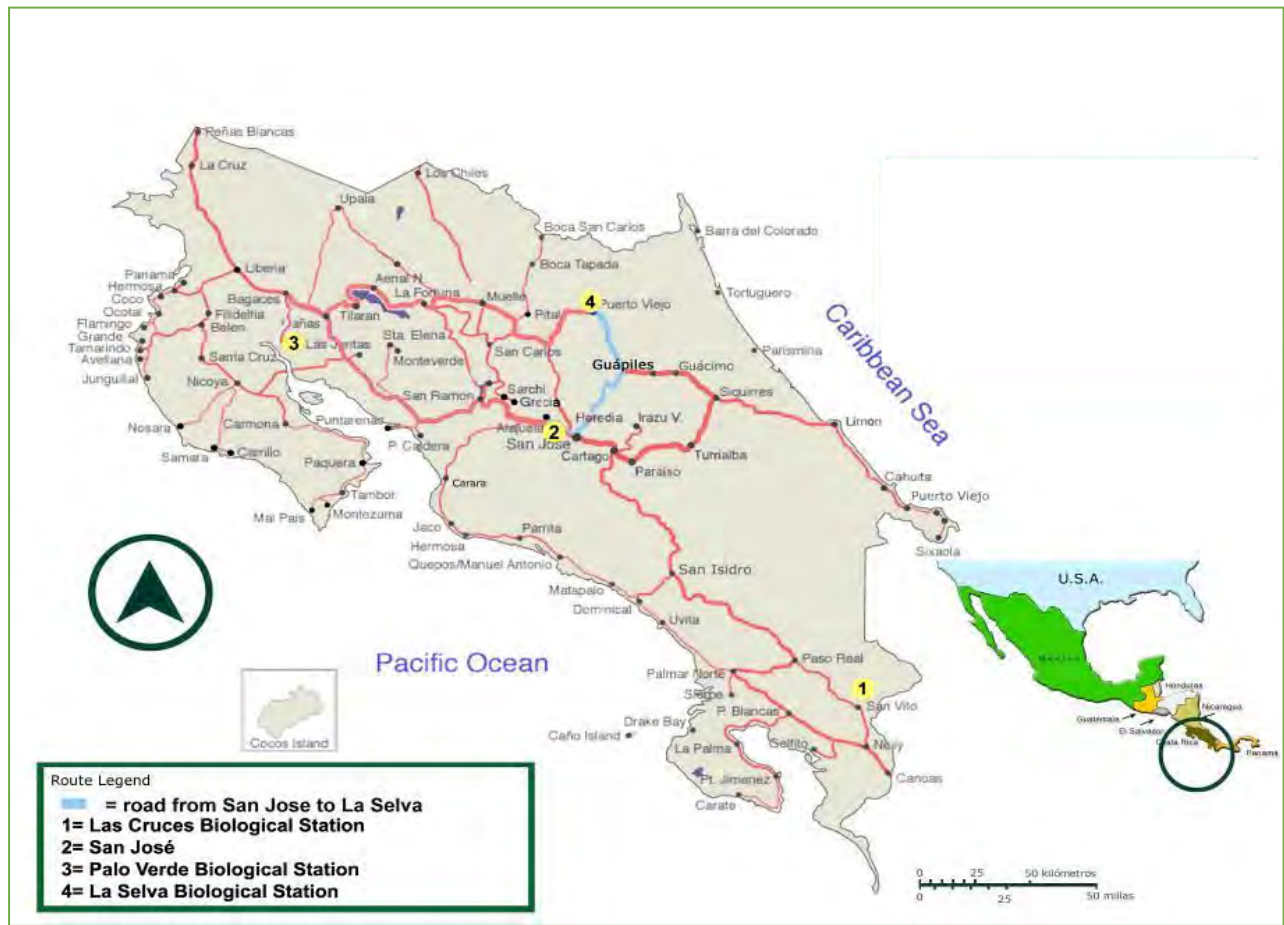 Peñas Blancas
La Cruz
Los Chiles
Upala
Boca San Carlos
Barra del Colorado
Boca Tapada
Liberia
Panama
Hermosa
Coco
Ocotal
Flamingo
Grande
Tamarindo
Avellana
Junguillal
Bagaces
Filidelfia
Belen
Santa Cruz
Nicoya
Arenal N.
La Fortuna
Muelle
Tilaran
Pital
4
Puerto Viejo
Tortuguero
Caribbean Sea
3
Las Juntas
Sta. Elena
Monteverde
San Carlos
Guápiles
Guácimo
Parismina
Siquirres
San Ramon
Sarchi
Grecia
Alajuela
Heredia
Irazu V.
Limon
2
San José
Cartago
Paraiso
Turrialba
Nosara
Samara
Carrillo
Carmona
Puntarenas
P. Caldera
Paquera
Tambor
Montezuma
Mal Pais
Carara
Jaco
Hermosa
Parrita
Quepos/Manuel Antonio
Matapalo
Dominical
Uvita
San Isidro
Cahuita
Puerto Viejo
Sixaola
Pacific Ocean
Cocos Island
Paso Real
Palmar Norte
Sierpe
1
San Vito
P. Blancas
Drake Bay
Caño Island
La Palma
Golfito
Neily
Canoas
Pt. Jimenez
Carate
U.S.A.
Mexico
Honduras
Guatemala
Nicaragua
El Salvador
Costa Rica
Panama
Route Legend
= road from San Jose to La Selva
1= Las Cruces Biological Station
2= San José
3= Palo Verde Biological Station
4= La Selva Biological Station
0 25 50 kilómetros
0 25 50 millas